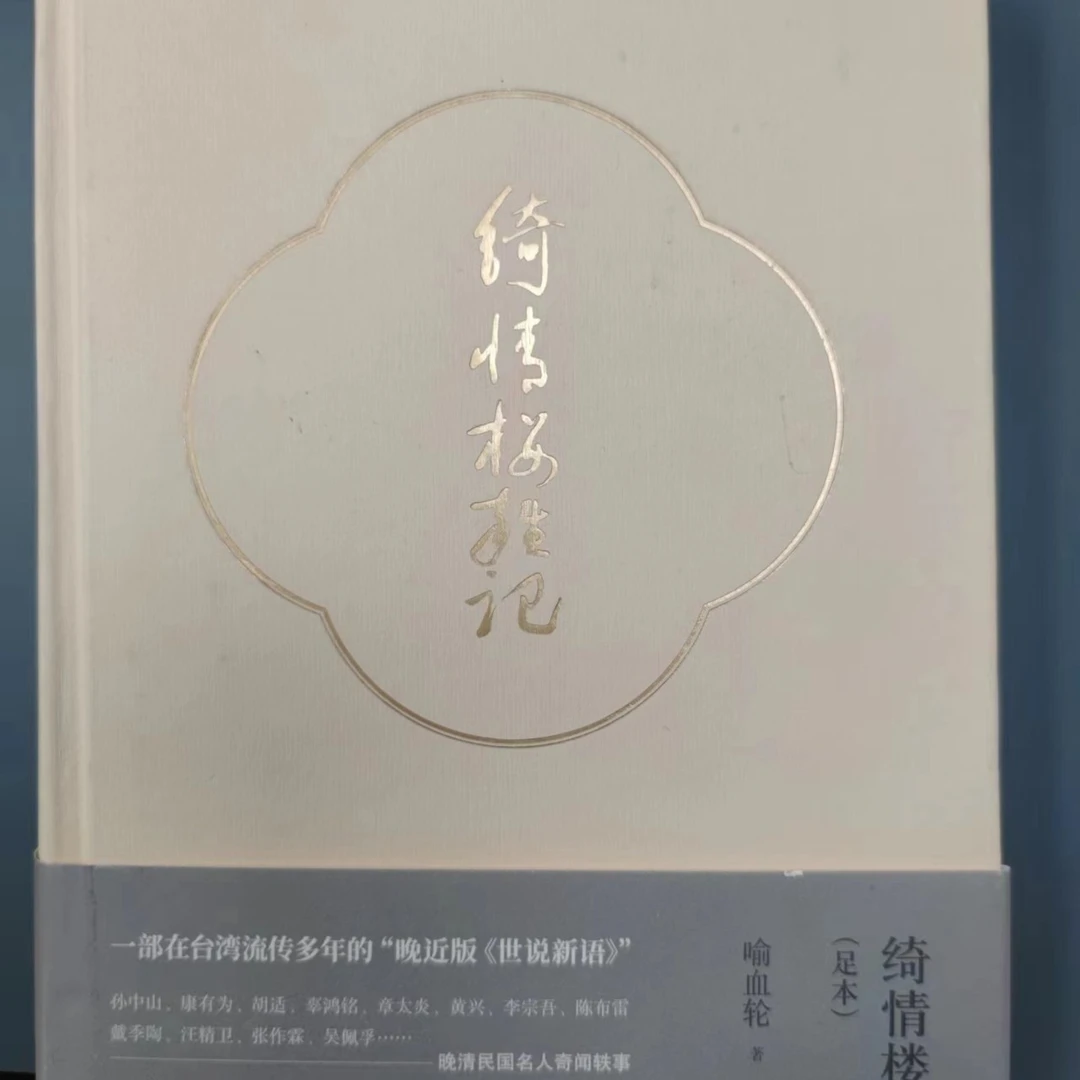 绮情楼雜记
一部在台湾流传多年的“晚近版《世说新语》”
孙中山、康有为、胡适、辜鸿铭、章太炎、黄兴、李宗吾、陈布雷
戴季陶、汪精卫、张作霖、吴佩孚……
晚清民国名人奇闻轶事
绮情楼
（足本）
喻血轮 著